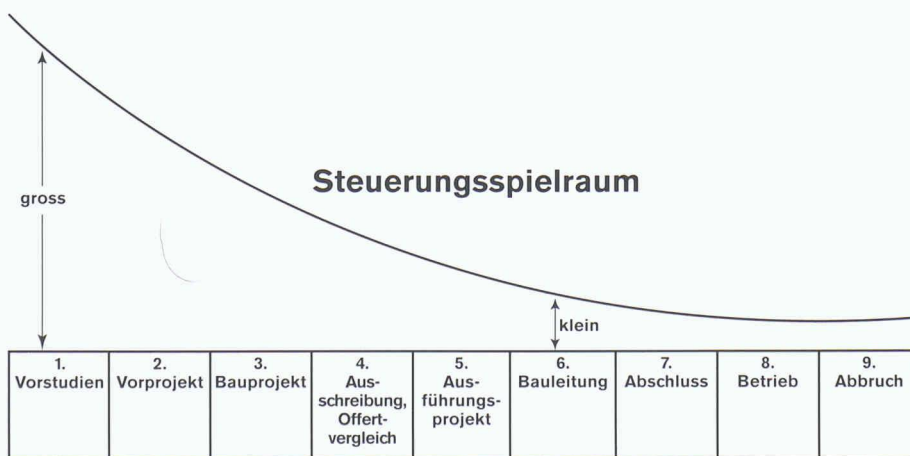 Steuerungsspielraum
gross
klein
1.
Vorstudien
2.
Vorprojekt
3.
Bauprojekt
4.
Aus-
schreibung,
Offert-
vergleich
5.
Aus-
führungs-
projekt
6.
Bauleitung
7.
Abschluss
8.
Betrieb
9.
Abbruch